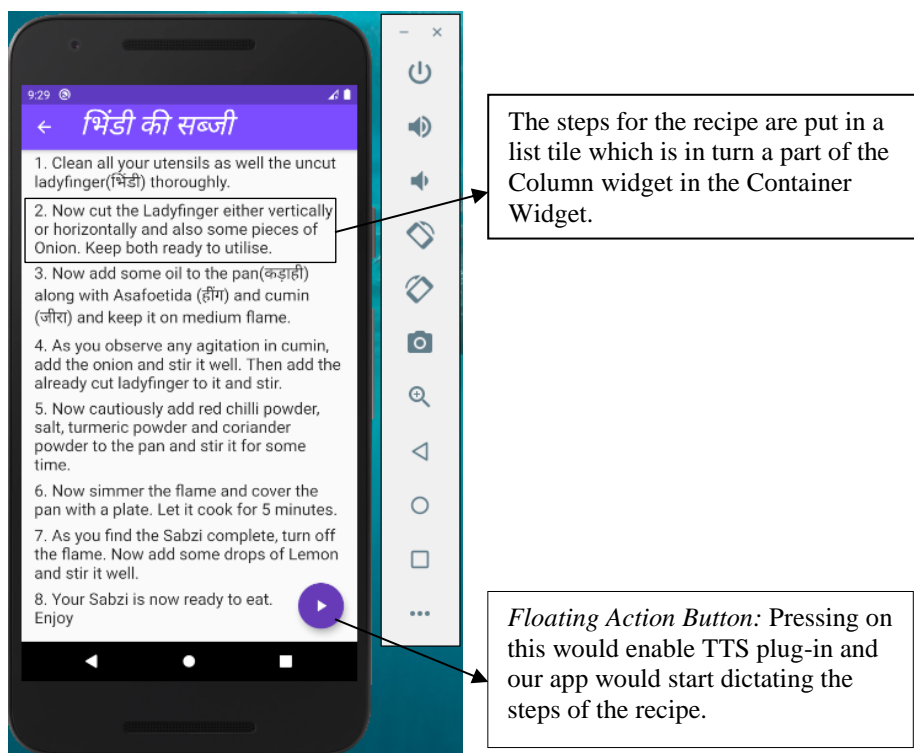 9:29
भिंडी की सब्जी
1. Clean all your utensils as well the uncut
ladyfinger(भिंडी) thoroughly.
2. Now cut the Ladyfinger either vertically
or horizontally and also some pieces of
Onion. Keep both ready to utilise.
3. Now add some oil to the pan(कड़ाही)
along with Asafoetida (हींग) and cumin
(जीरा) and keep it on medium flame.
4. As you observe any agitation in cumin,
add the onion and stir it well. Then add the
already cut ladyfinger to it and stir.
5. Now cautiously add red chilli powder,
salt, turmeric powder and coriander
powder to the pan and stir it for some
time.
6. Now simmer the flame and cover the
pan with a plate. Let it cook for 5 minutes.
7. As you find the Sabzi complete, turn off
the flame. Now add some drops of Lemon
and stir it well.
8. Your Sabzi is now ready to eat.
Enjoy
The steps for the recipe are put in a
list tile which is in turn a part of the
Column widget in the Container
Widget.
Floating Action Button: Pressing on
this would enable TTS plug-in and
our app would start dictating the
steps of the recipe.